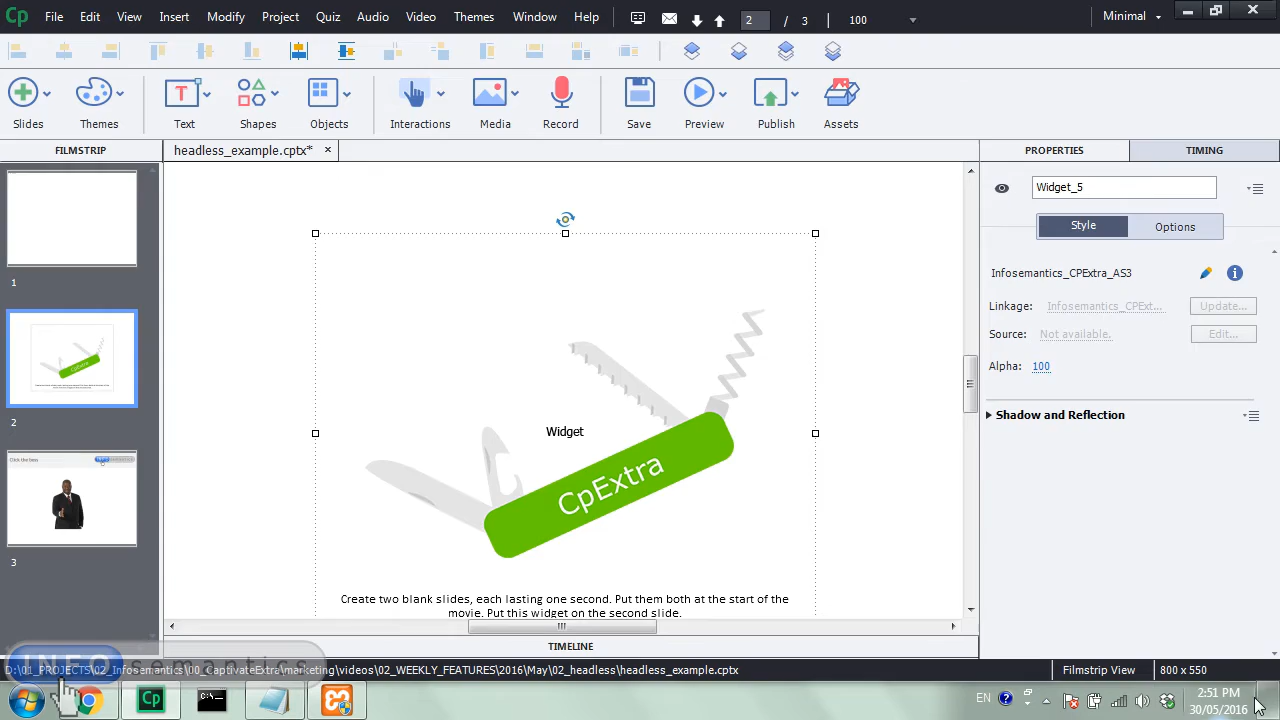 Cp File Edit View Insert Modify Project Quiz Audio Video Themes Window Help 2 / 3 100 Minimal
Slides Themes Text Shapes Objects Interactions Media Record Save Preview Publish Assets
FILMSTRIP headless_example.cptx* × PROPERTIES TIMING
Widget_5
Style Options
Infosemantics_CPExtra_AS3
Linkage: Infosemantics_CPExt... Update...
Source: Not available. Edit...
Alpha: 100
Shadow and Reflection
1
CpExtra
2
Click the boss
3
Widget
CpExtra
Create two blank slides, each lasting one second. Put them both at the start of the
movie. Put this widget on the second slide.
TIMELINE
INFOsemantics
D:\01_PROJECTS\02_Infosemantics\00_CaptivateExtra\marketing\videos\02_WEEKLY_FEATURES\2016\May\02_headless\headless_example.cptx Filmstrip View 800 x 550
Cp C:\_ EN 2:51 PM
30/05/2016